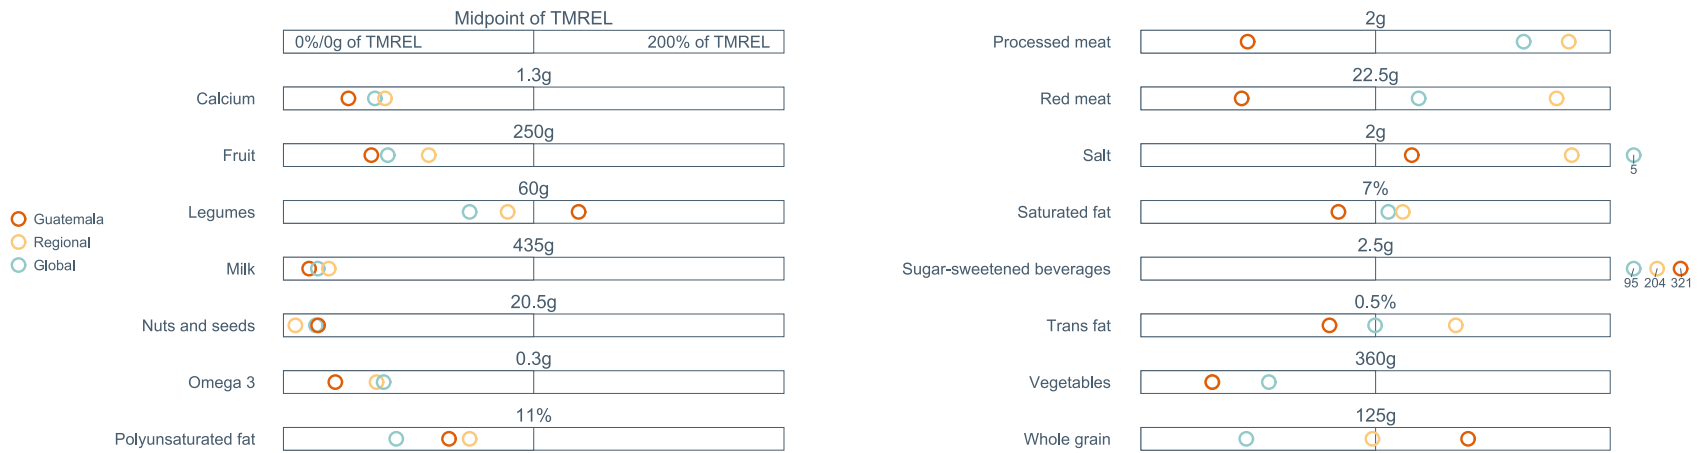 Midpoint of TMREL
0%/0g of TMREL
200% of TMREL
1.3g
Calcium
250g
Fruit
60g
Legumes
435g
Milk
20.5g
Nuts and seeds
0.3g
Omega 3
11%
Polyunsaturated fat
Guatemala
Regional
Global
2g
Processed meat
22.5g
Red meat
2g
Salt
5
7%
Saturated fat
2.5g
Sugar-sweetened beverages
95 204 321
0.5%
Trans fat
360g
Vegetables
125g
Whole grain